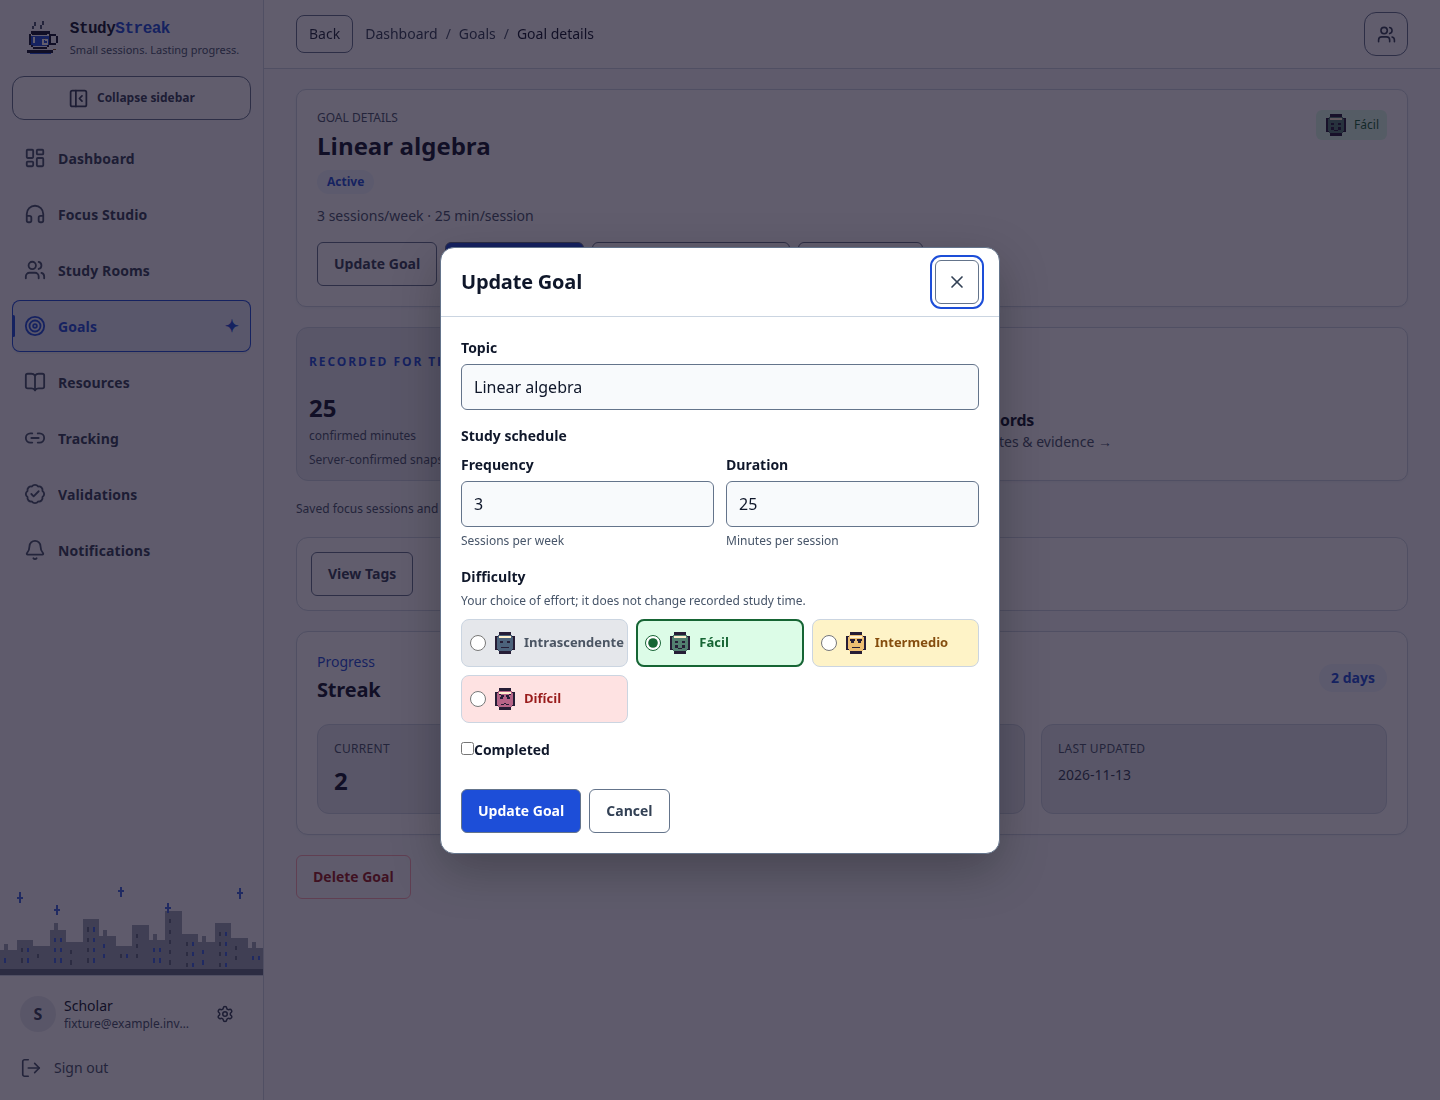 StudyStreak
Small sessions. Lasting progress.
Collapse sidebar
Dashboard
Focus Studio
Study Rooms
Goals
Resources
Tracking
Validations
Notifications
S
Scholar
fixture@example.inv...
Sign out
Back
Dashboard / Goals / Goal details
GOAL DETAILS
Linear algebra
Active
3 sessions/week · 25 min/session
Fácil
Update Goal
RECORDED FOR
25
confirmed minutes
Server-confirmed
ords
tes & evidence →
Saved focus sessions and
View Tags
Progress
Streak
2 days
CURRENT
2
LAST UPDATED
2026-11-13
Delete Goal
Update Goal
Topic
Linear algebra
Study schedule
Frequency
Duration
3
25
Sessions per week
Minutes per session
Difficulty
Your choice of effort; it does not change recorded study time.
Intrascendente
Fácil
Intermedio
Difícil
Completed
Update Goal
Cancel